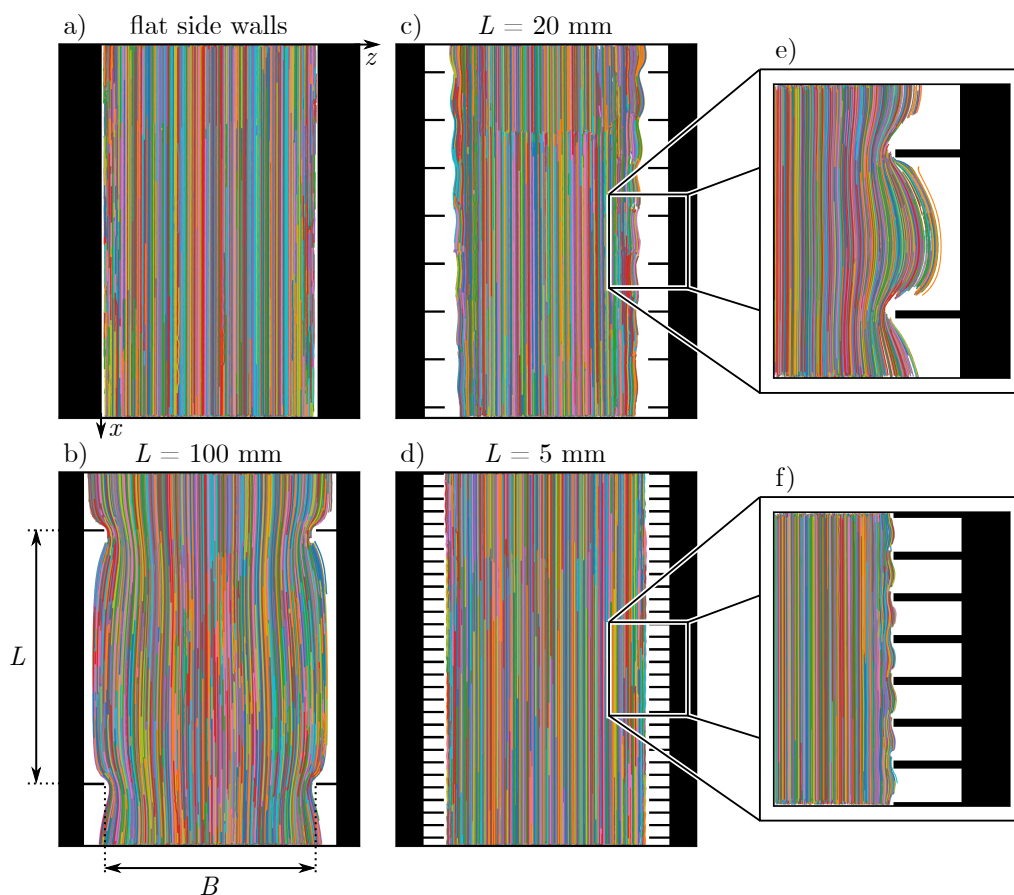 a) flat side walls
z
x
b) L = 100 mm
L
B
c) L = 20 mm
d) L = 5 mm
e)
f)